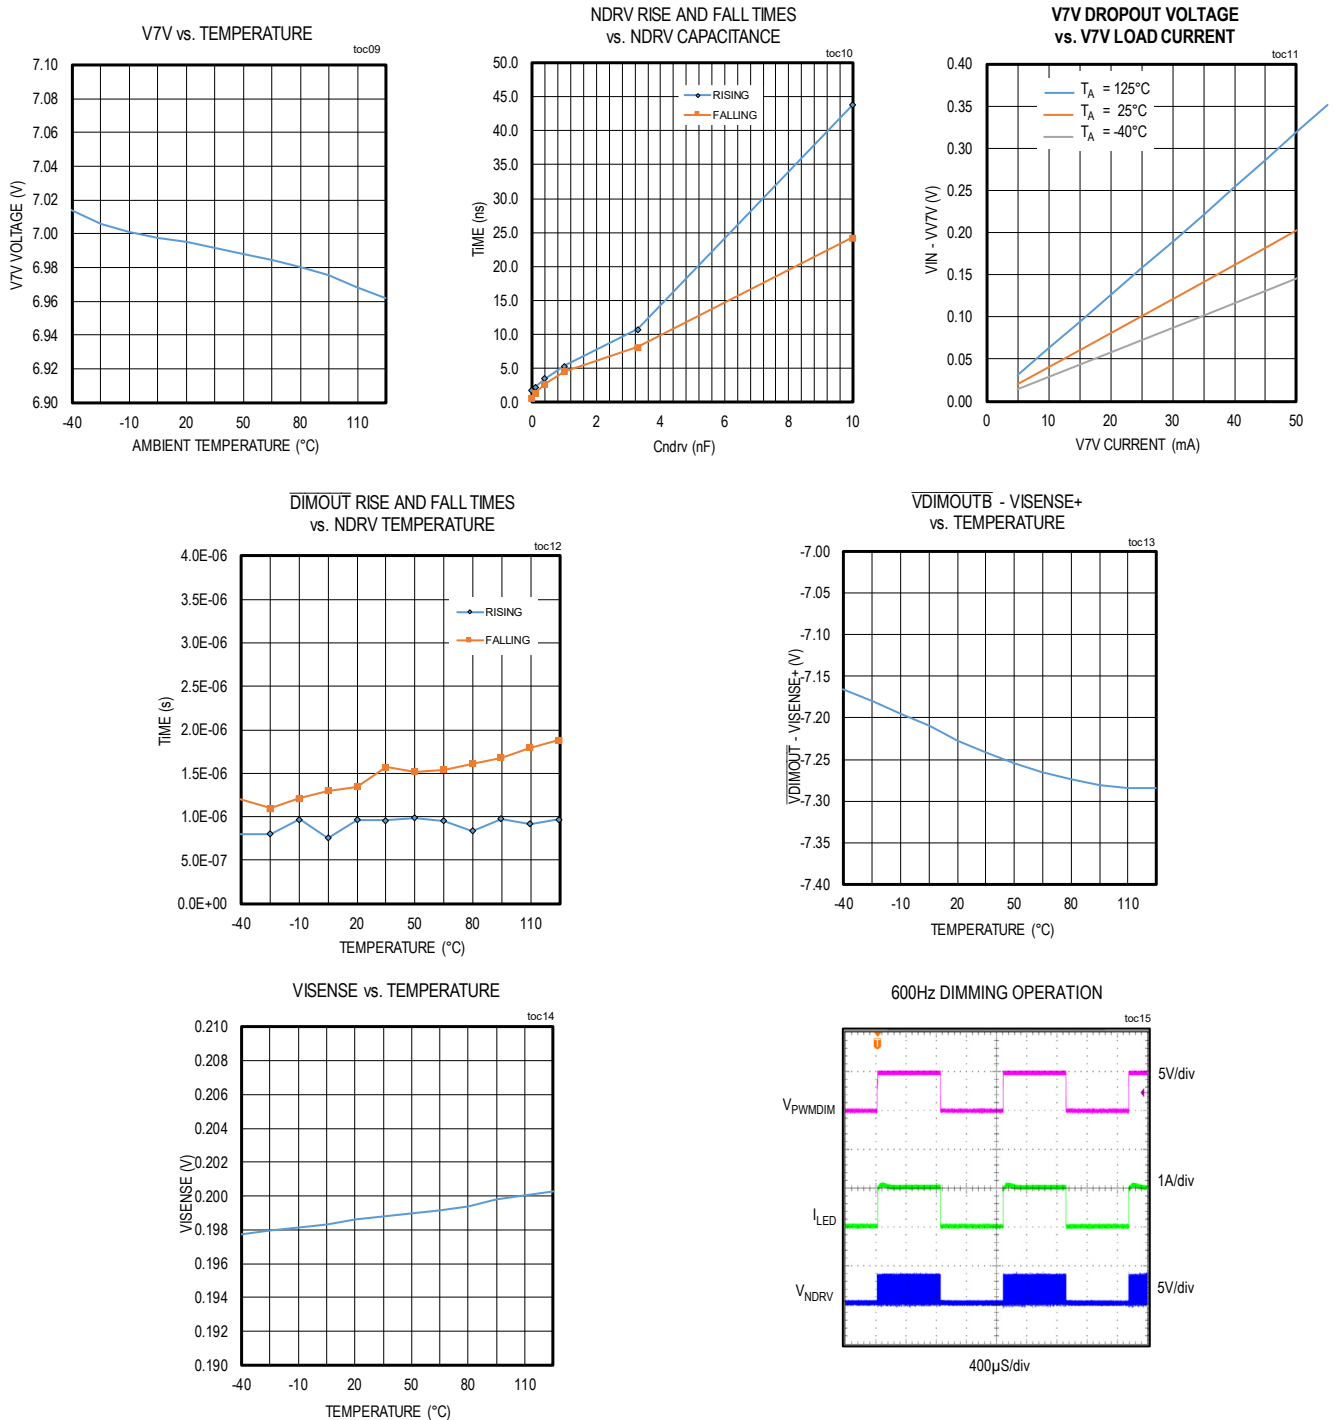 V7V vs. TEMPERATURE
toc09
7.10
7.08
7.06
7.04
7.02
7.00
6.98
6.96
6.94
6.92
6.90
V7V VOLTAGE (V)
-40 -10 20 50 80 110
AMBIENT TEMPERATURE (°C)
NDRV RISE AND FALL TIMES
vs. NDRV CAPACITANCE
toc10
50.0
45.0
40.0
35.0
30.0
25.0
20.0
15.0
10.0
5.0
0.0
TIME (ns)
RISING
FALLING
0 2 4 6 8 10
Cndrv (nF)
V7V DROPOUT VOLTAGE
vs. V7V LOAD CURRENT
toc11
0.40
0.35
0.30
0.25
0.20
0.15
0.10
0.05
0.00
VIN - VV7V (V)
TA = 125°C
TA = 25°C
TA = -40°C
0 10 20 30 40 50
V7V CURRENT (mA)
DIMOUT RISE AND FALL TIMES
vs. NDRV TEMPERATURE
toc12
4.0E-06
3.5E-06
3.0E-06
2.5E-06
2.0E-06
1.5E-06
1.0E-06
5.0E-07
0.0E+00
TiME (s)
RISING
FALLING
-40 -10 20 50 80 110
TEMPERATURE (°C)
VDIMOUTB - VISENSE+
vs. TEMPERATURE
toc13
-7.00
-7.05
-7.10
-7.15
-7.20
-7.25
-7.30
-7.35
-7.40
VDIMOUT - VISENSE+ (V)
-40 -10 20 50 80 110
TEMPERATURE (°C)
VISENSE vs. TEMPERATURE
toc14
0.210
0.208
0.206
0.204
0.202
0.200
0.198
0.196
0.194
0.192
0.190
VISENSE (V)
-40 -10 20 50 80 110
TEMPERATURE (°C)
600Hz DIMMING OPERATION
toc15
T
VPWMDIM
5V/div
ILED
1A/div
VNDRV
5V/div
400µS/div